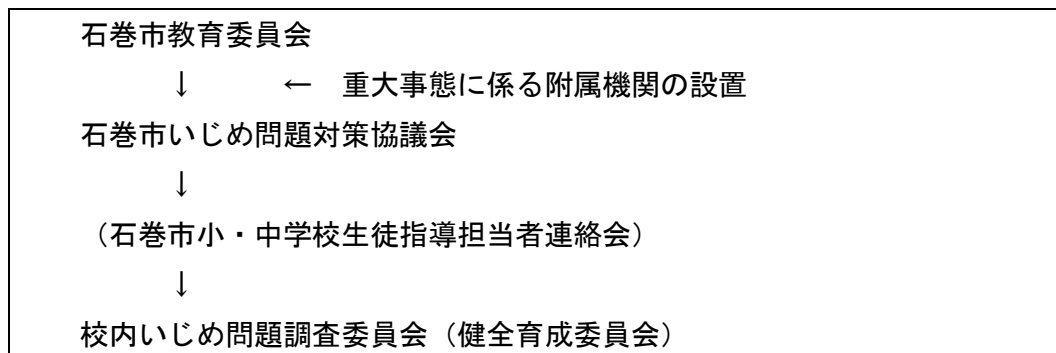 石巻市教育委員会
↓ ← 重大事態に係る附属機関の設置
石巻市いじめ問題対策協議会
↓
（石巻市小・中学校生徒指導担当者連絡会）
↓
校内いじめ問題調査委員会（健全育成委員会）